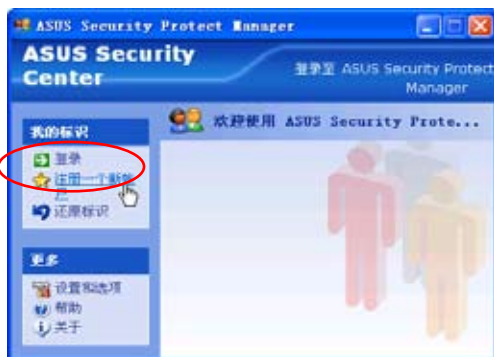 ASUS Security Protect Manager
ASUS Security
Center
登录至 ASUS Security Protect
Manager
我的标识
欢迎使用 ASUS Security Prote...
登录
注册一个新的
还原标识
更多
设置和选项
帮助
关于